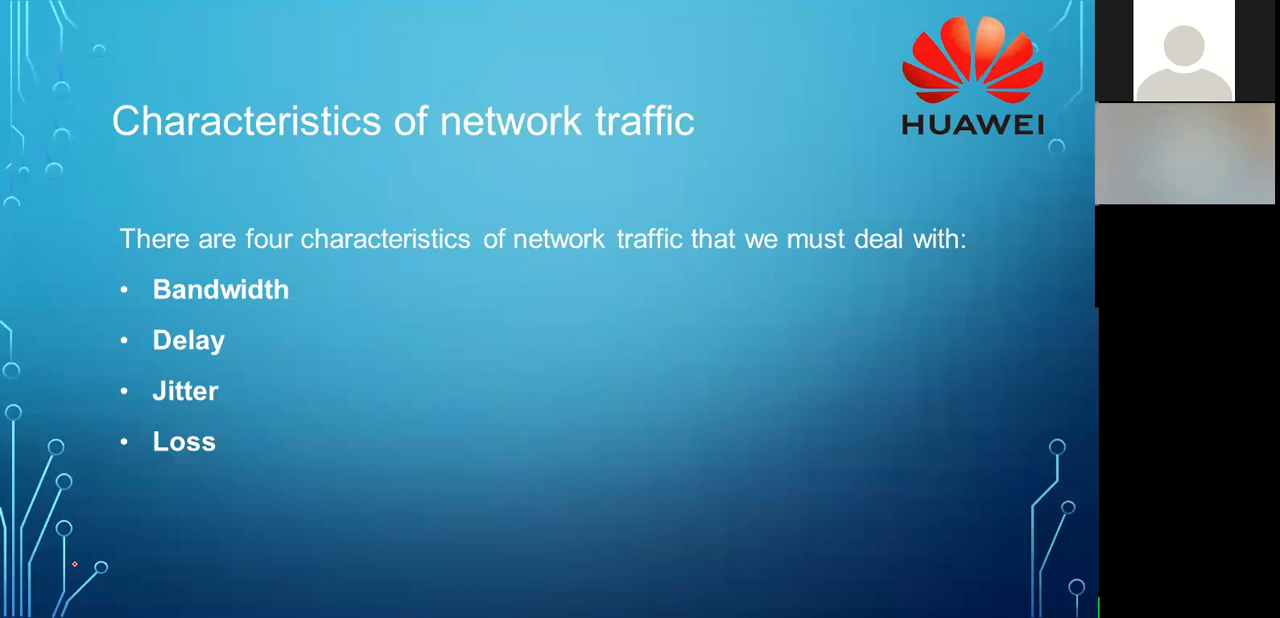 HUAWEI
Characteristics of network traffic
There are four characteristics of network traffic that we must deal with:
• Bandwidth
• Delay
• Jitter
• Loss